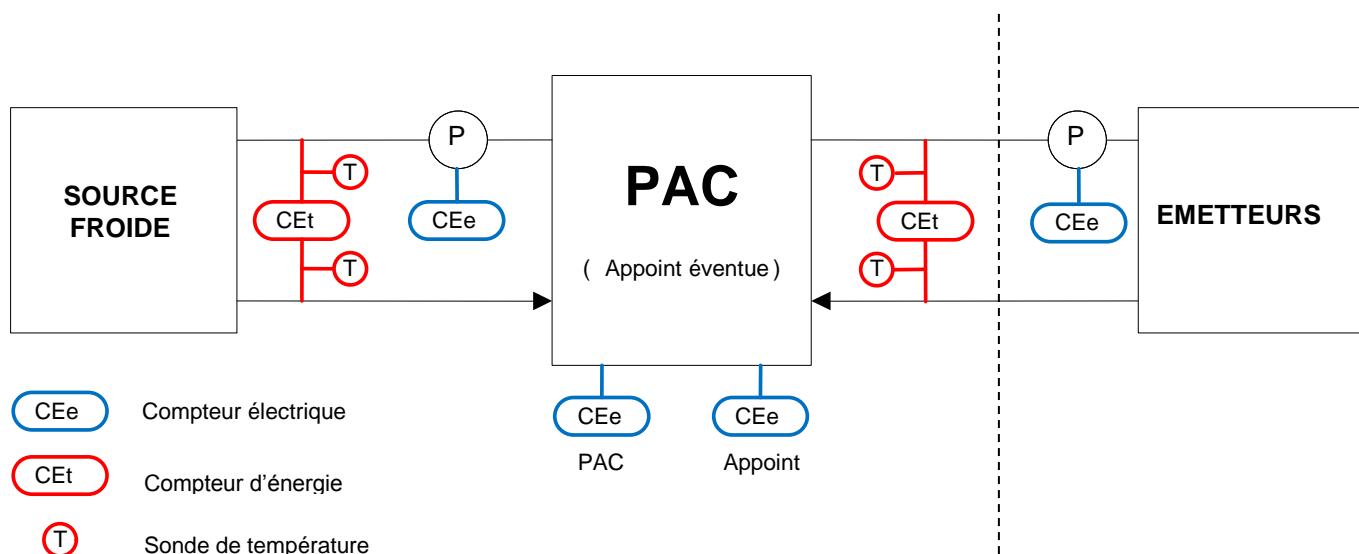 SOURCE
FROIDE
T
CEt
T
P
CEe
PAC
( Appoint éventue)
CEe
PAC
CEe
Appoint
T
CEt
T
P
CEe
EMETTEURS
CEe Compteur électrique
CEt Compteur d'énergie
T Sonde de température